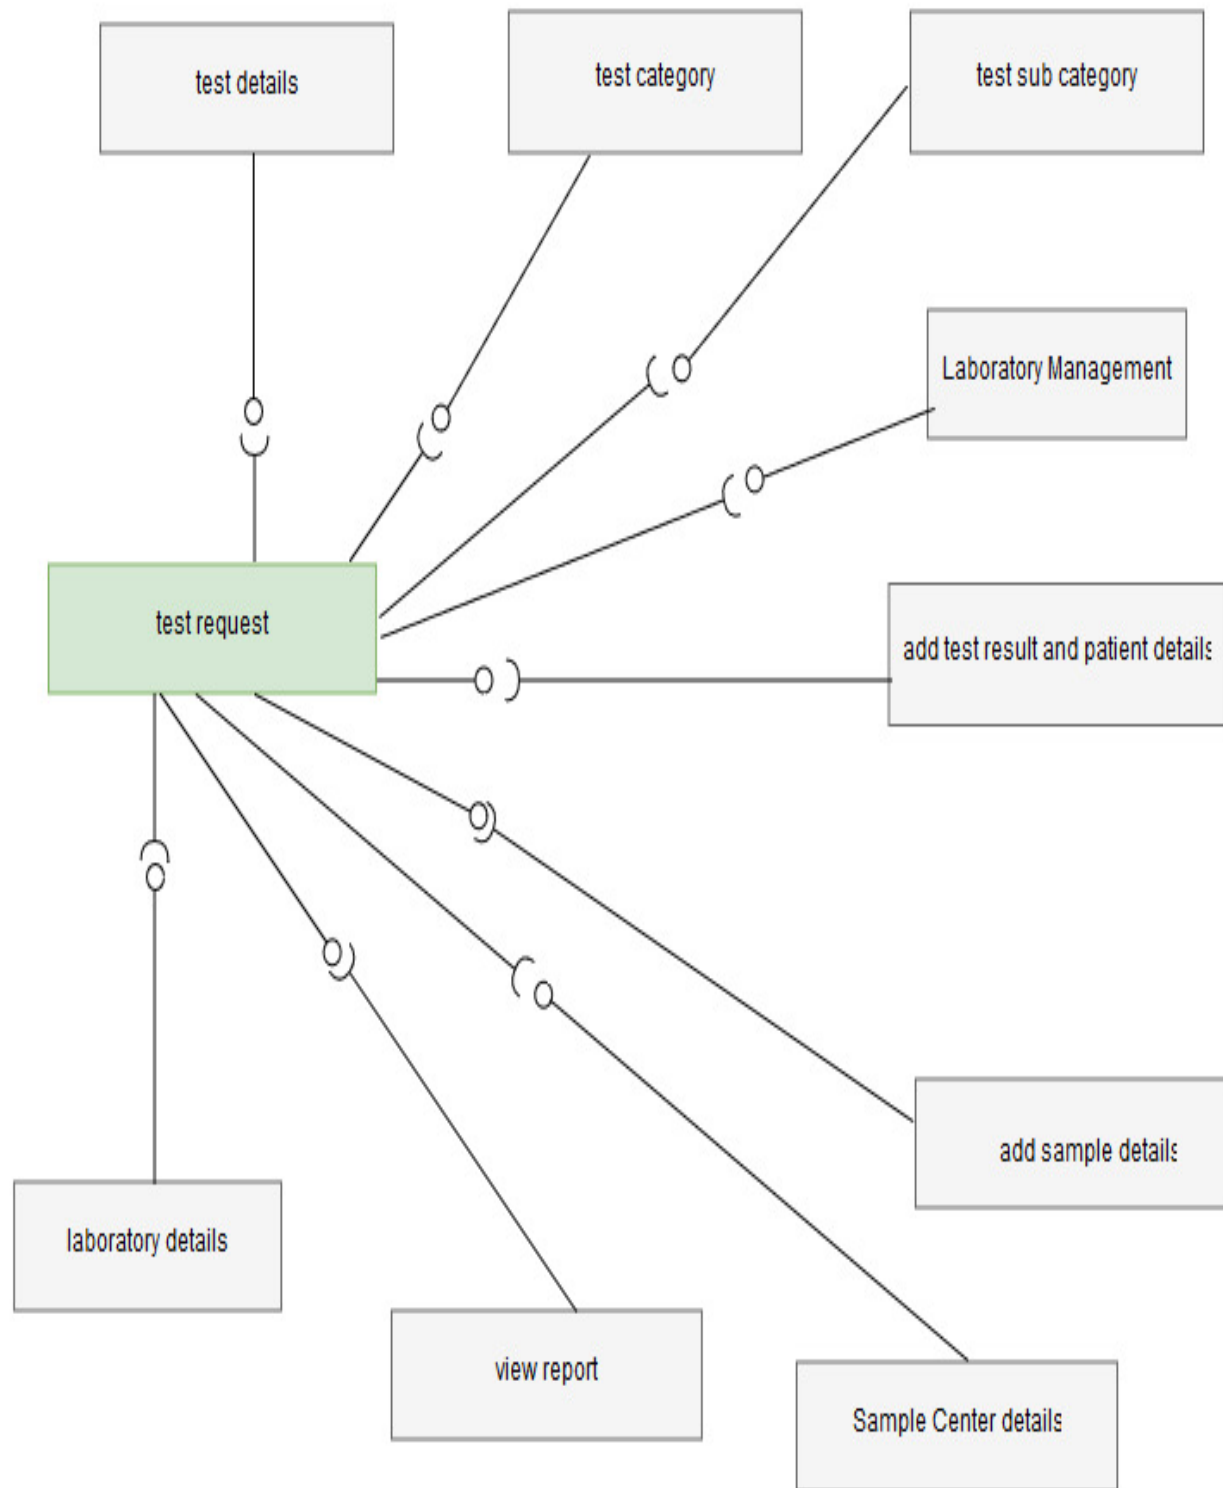 test details
test category
test sub category
Laboratory Management
test request
add test result and patient details
add sample details
laboratory details
view report
Sample Center details